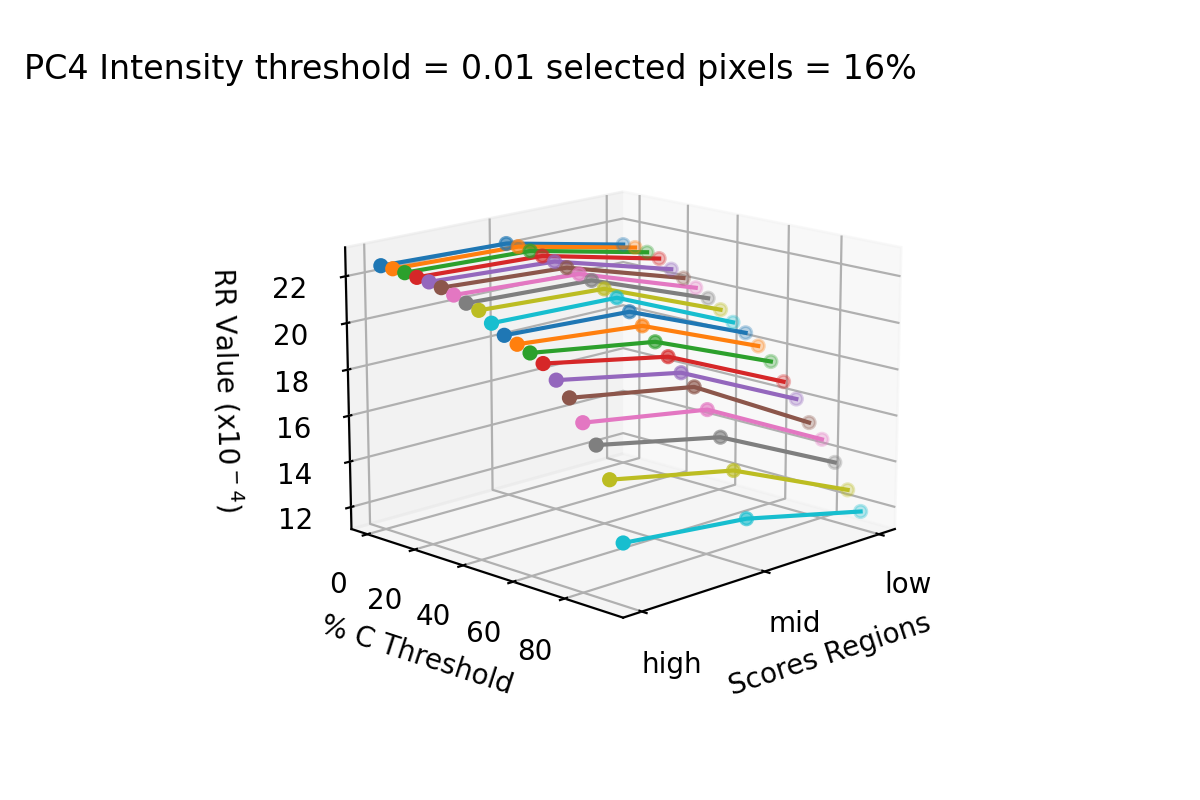 PC4 Intensity threshold = 0.01 selected pixels = 16%
RR Value (x10⁻⁴)
22
20
18
16
14
12
0
20
40
60
80
% C Threshold
high
mid
low
Scores Regions